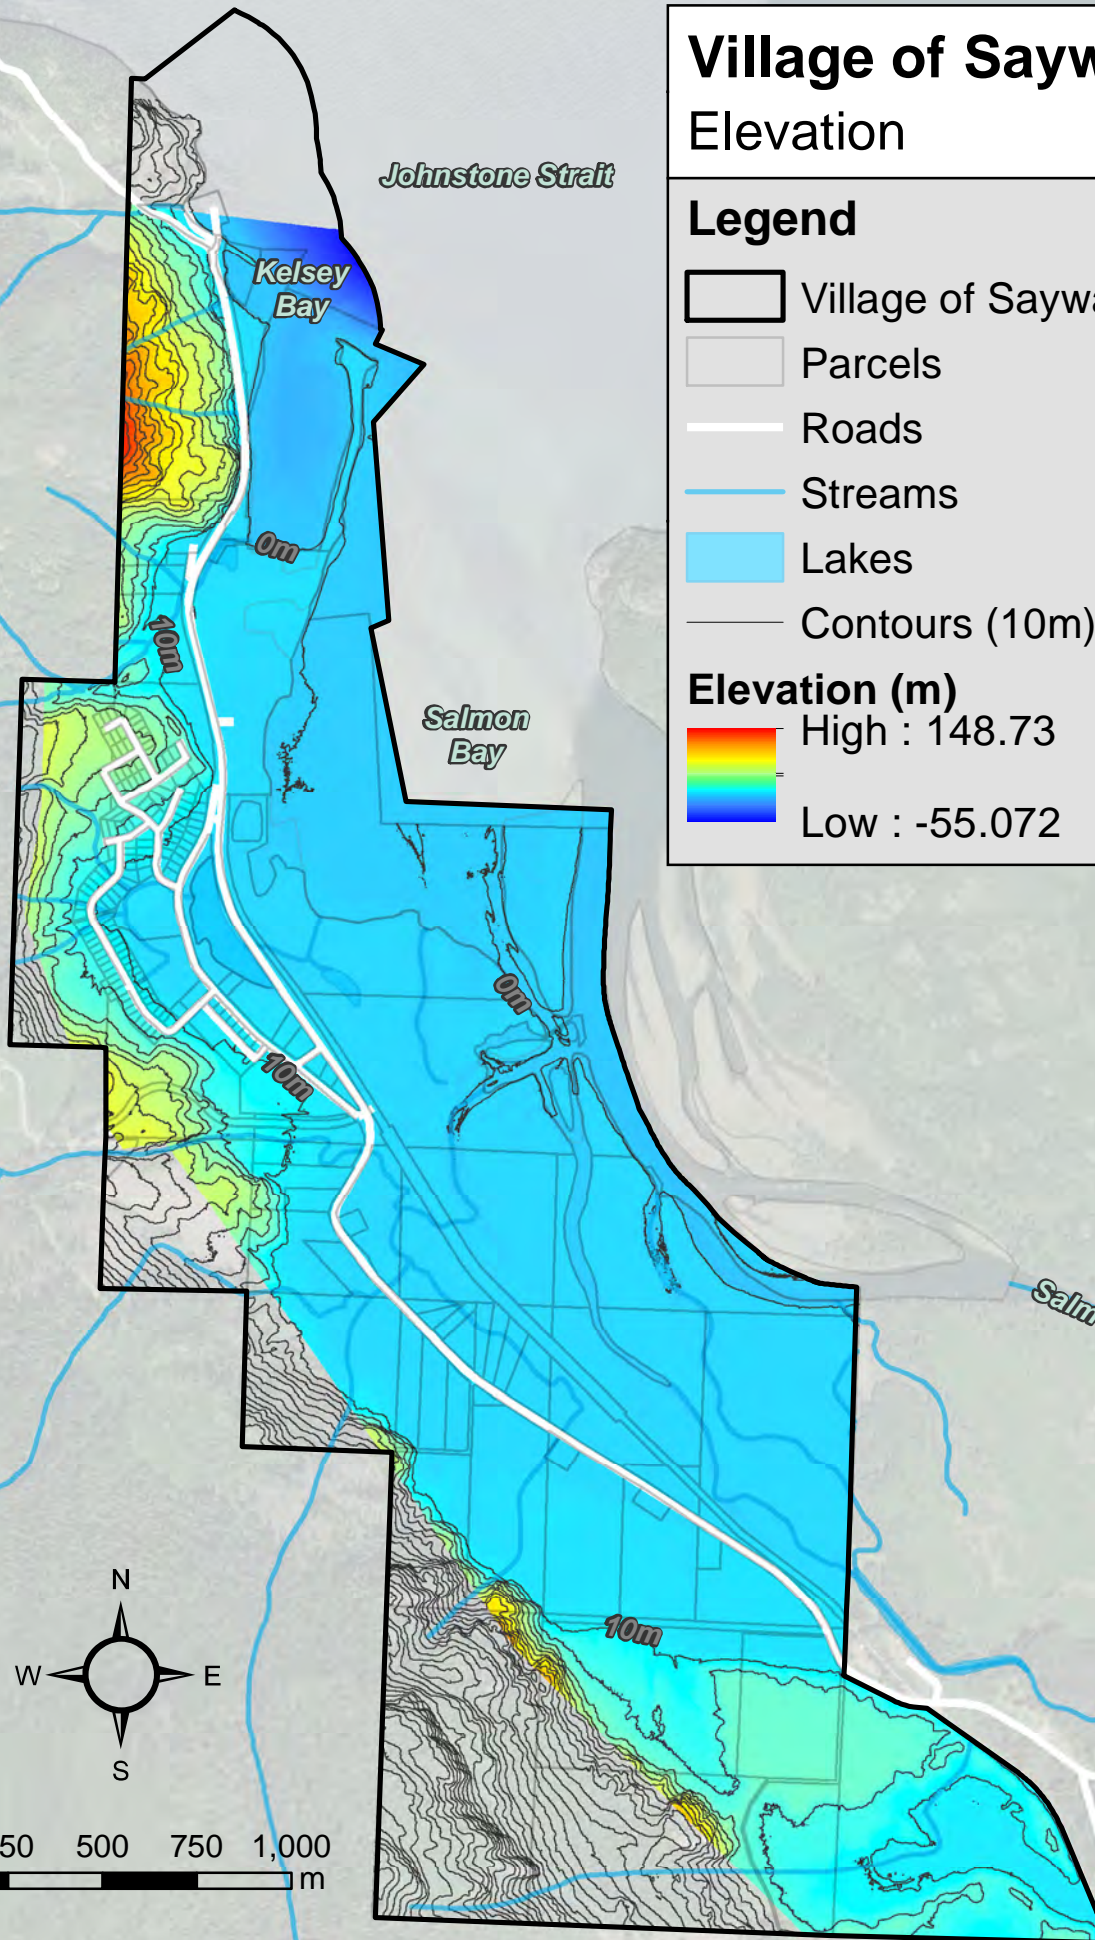 Village of Sayw
Elevation
Legend
Village of Saywa
Parcels
Roads
Streams
Lakes
Contours (10m)
Elevation (m)
High : 148.73
Low : -55.072
Johnstone Strait
Kelsey
Bay
0m
10m
Salmon
Bay
0m
10m
Salm
10m
N
W E
S
50 500 750 1,000
m